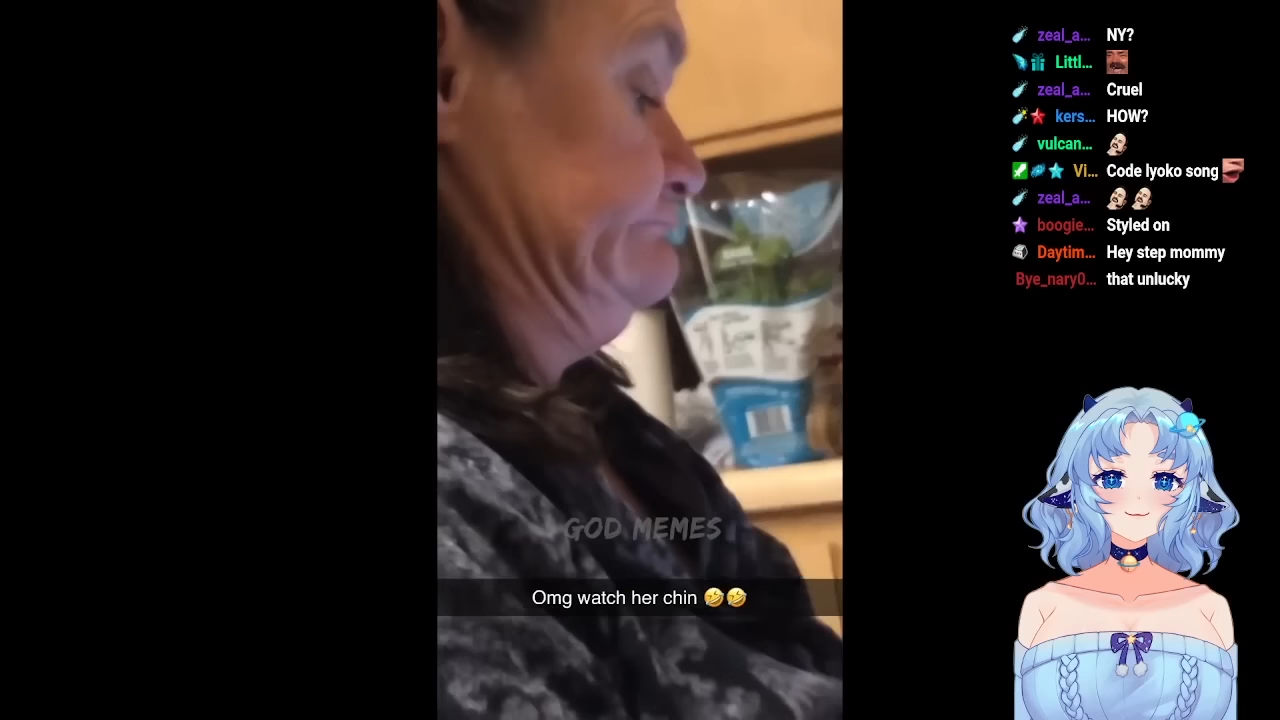 zeal_a... NY?
Littl...
zeal_a... Cruel
kers... HOW?
vulcan...
Vi... Code lyoko song
zeal_a...
boogie... Styled on
Daytim... Hey step mommy
Bye_nary0... that unlucky
GOD MEMES
Omg watch her chin 🤣🤣